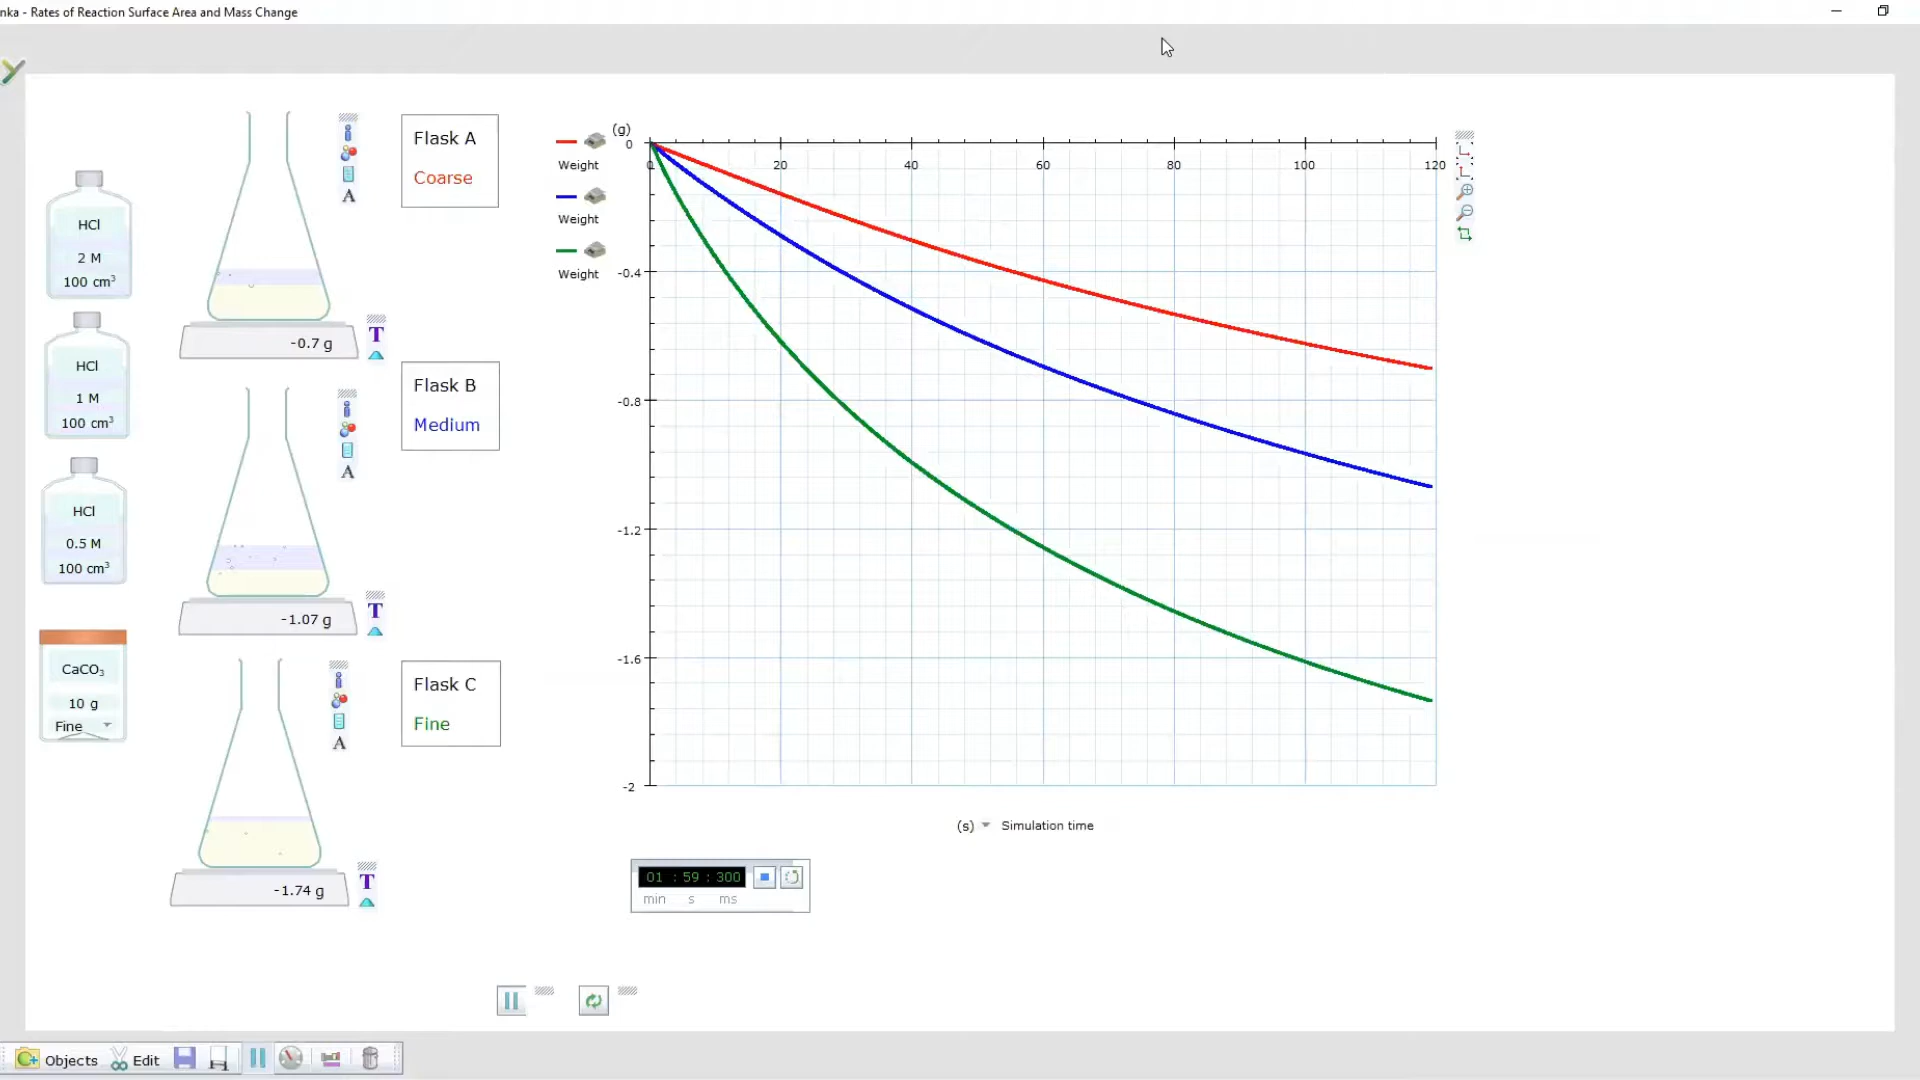 nka - Rates of Reaction Surface Area and Mass Change
HCl
2 M
100 cm³
HCl
1 M
100 cm³
HCl
0.5 M
100 cm³
CaCO₃
10 g
Fine
A
-0.7 g
T
Flask A
Coarse
A
-1.07 g
T
Flask B
Medium
A
-1.74 g
T
Flask C
Fine
Weight
Weight
Weight
(g)
0
-0.4
-0.8
-1.2
-1.6
-2
0 20 40 60 80 100 120
(s) Simulation time
01 : 59 : 300
min s ms
Objects Edit